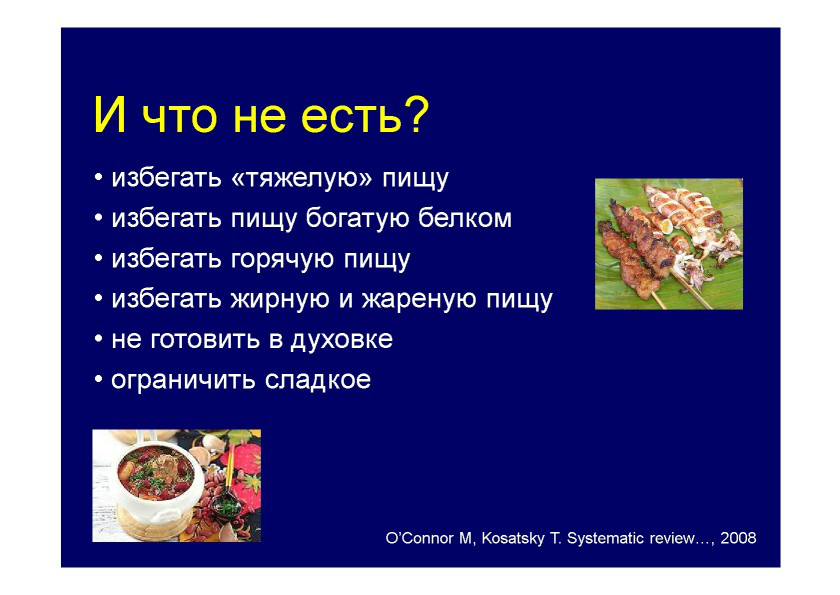 И что не есть?
• избегать «тяжелую» пищу
• избегать пищу богатую белком
• избегать горячую пищу
• избегать жирную и жареную пищу
• не готовить в духовке
• ограничить сладкое
O’Connor M, Kosatsky T. Systematic review…, 2008